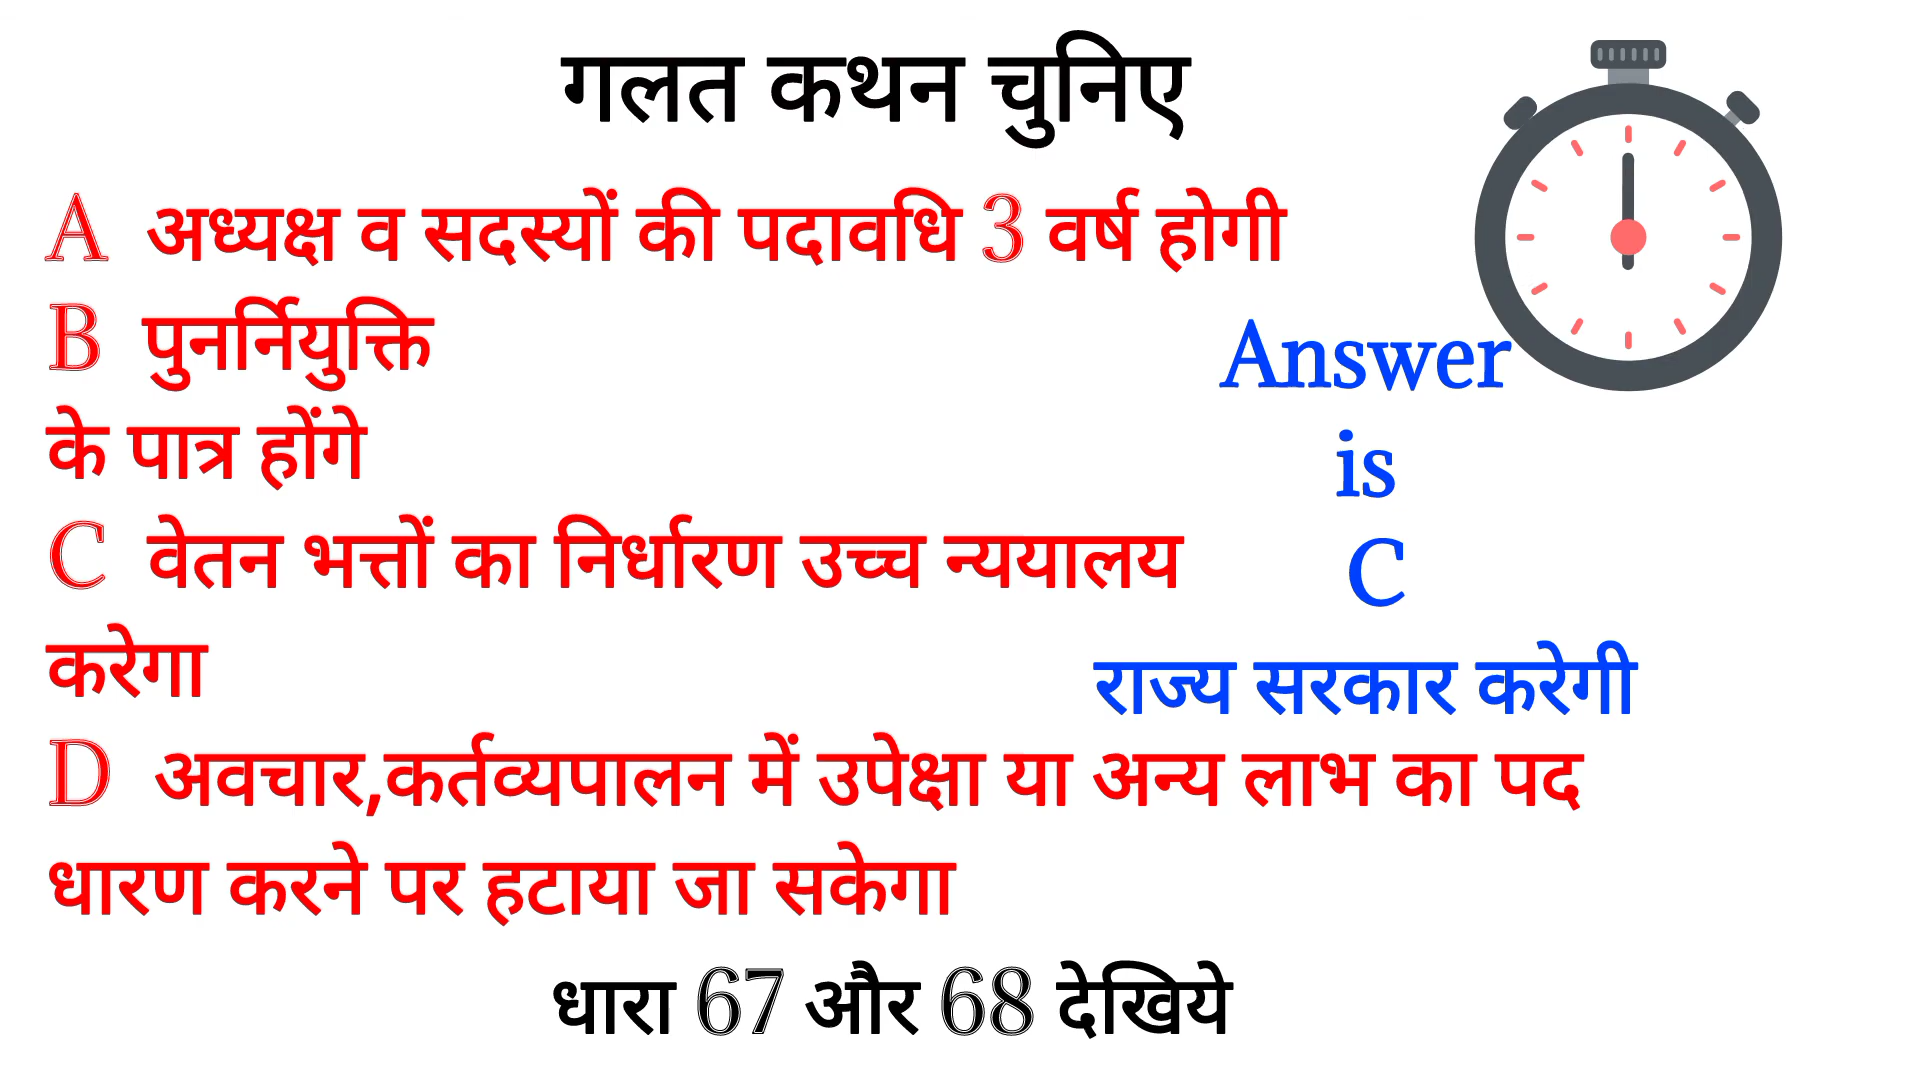 गलत कथन चुनिए
A अध्यक्ष व सदस्यों की पदावधि 3 वर्ष होगी
B पुनर्नियुक्ति
के पात्र होंगे
C वेतन भत्तों का निर्धारण उच्च न्ययालय
करेगा
D अवचार,कर्तव्यपालन में उपेक्षा या अन्य लाभ का पद
धारण करने पर हटाया जा सकेगा
Answer
is
C
राज्य सरकार करेगी
धारा 67 और 68 देखिये